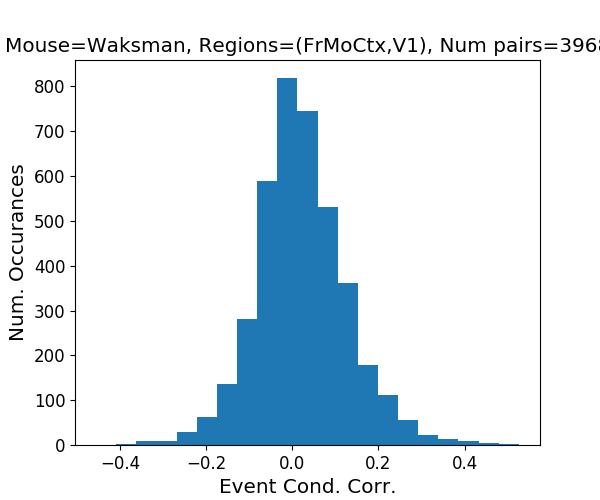 Mouse=Waksman, Regions=(FrMoCtx,V1), Num pairs=3968
800
700
600
500
400
300
200
100
0
Num. Occurances
−0.4 −0.2 0.0 0.2 0.4
Event Cond. Corr.